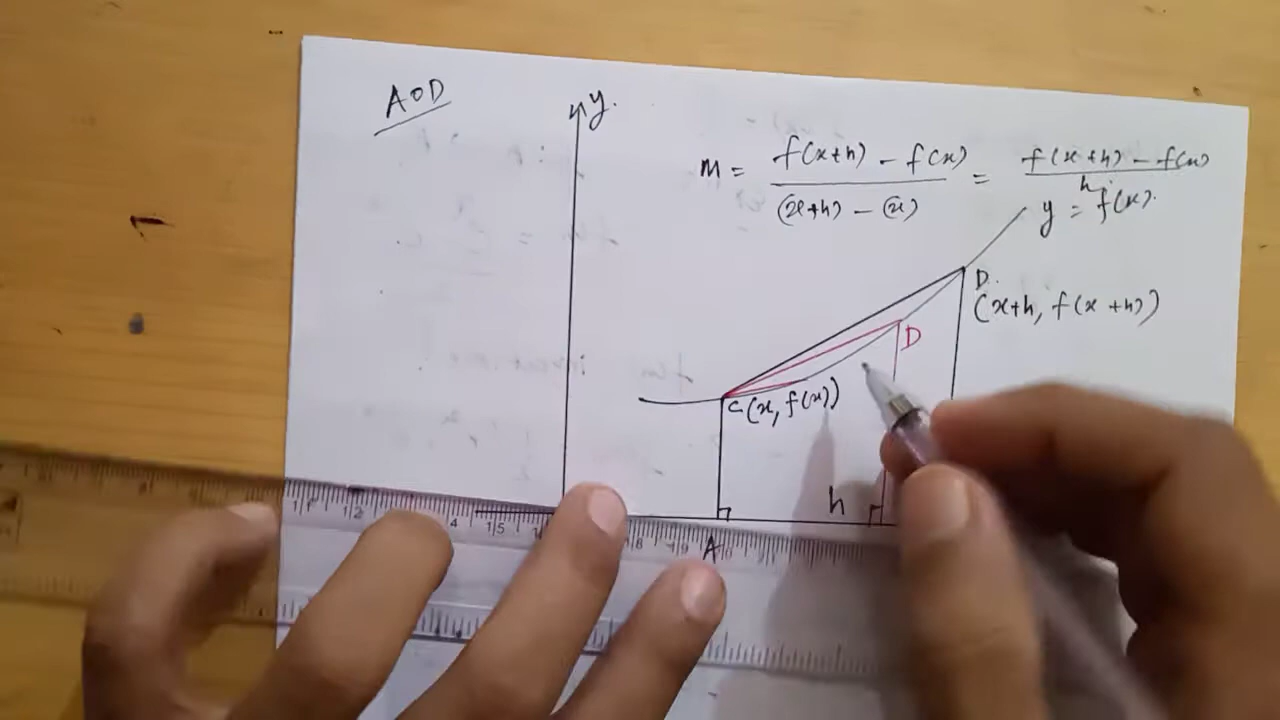 AOD
y.
M = f(x+h) - f(x) / (x+h) - (x) = f(x+h) - f(x) / h
y = f(x).
D.
(x+h, f(x+h))
D
C (x, f(x))
h
A